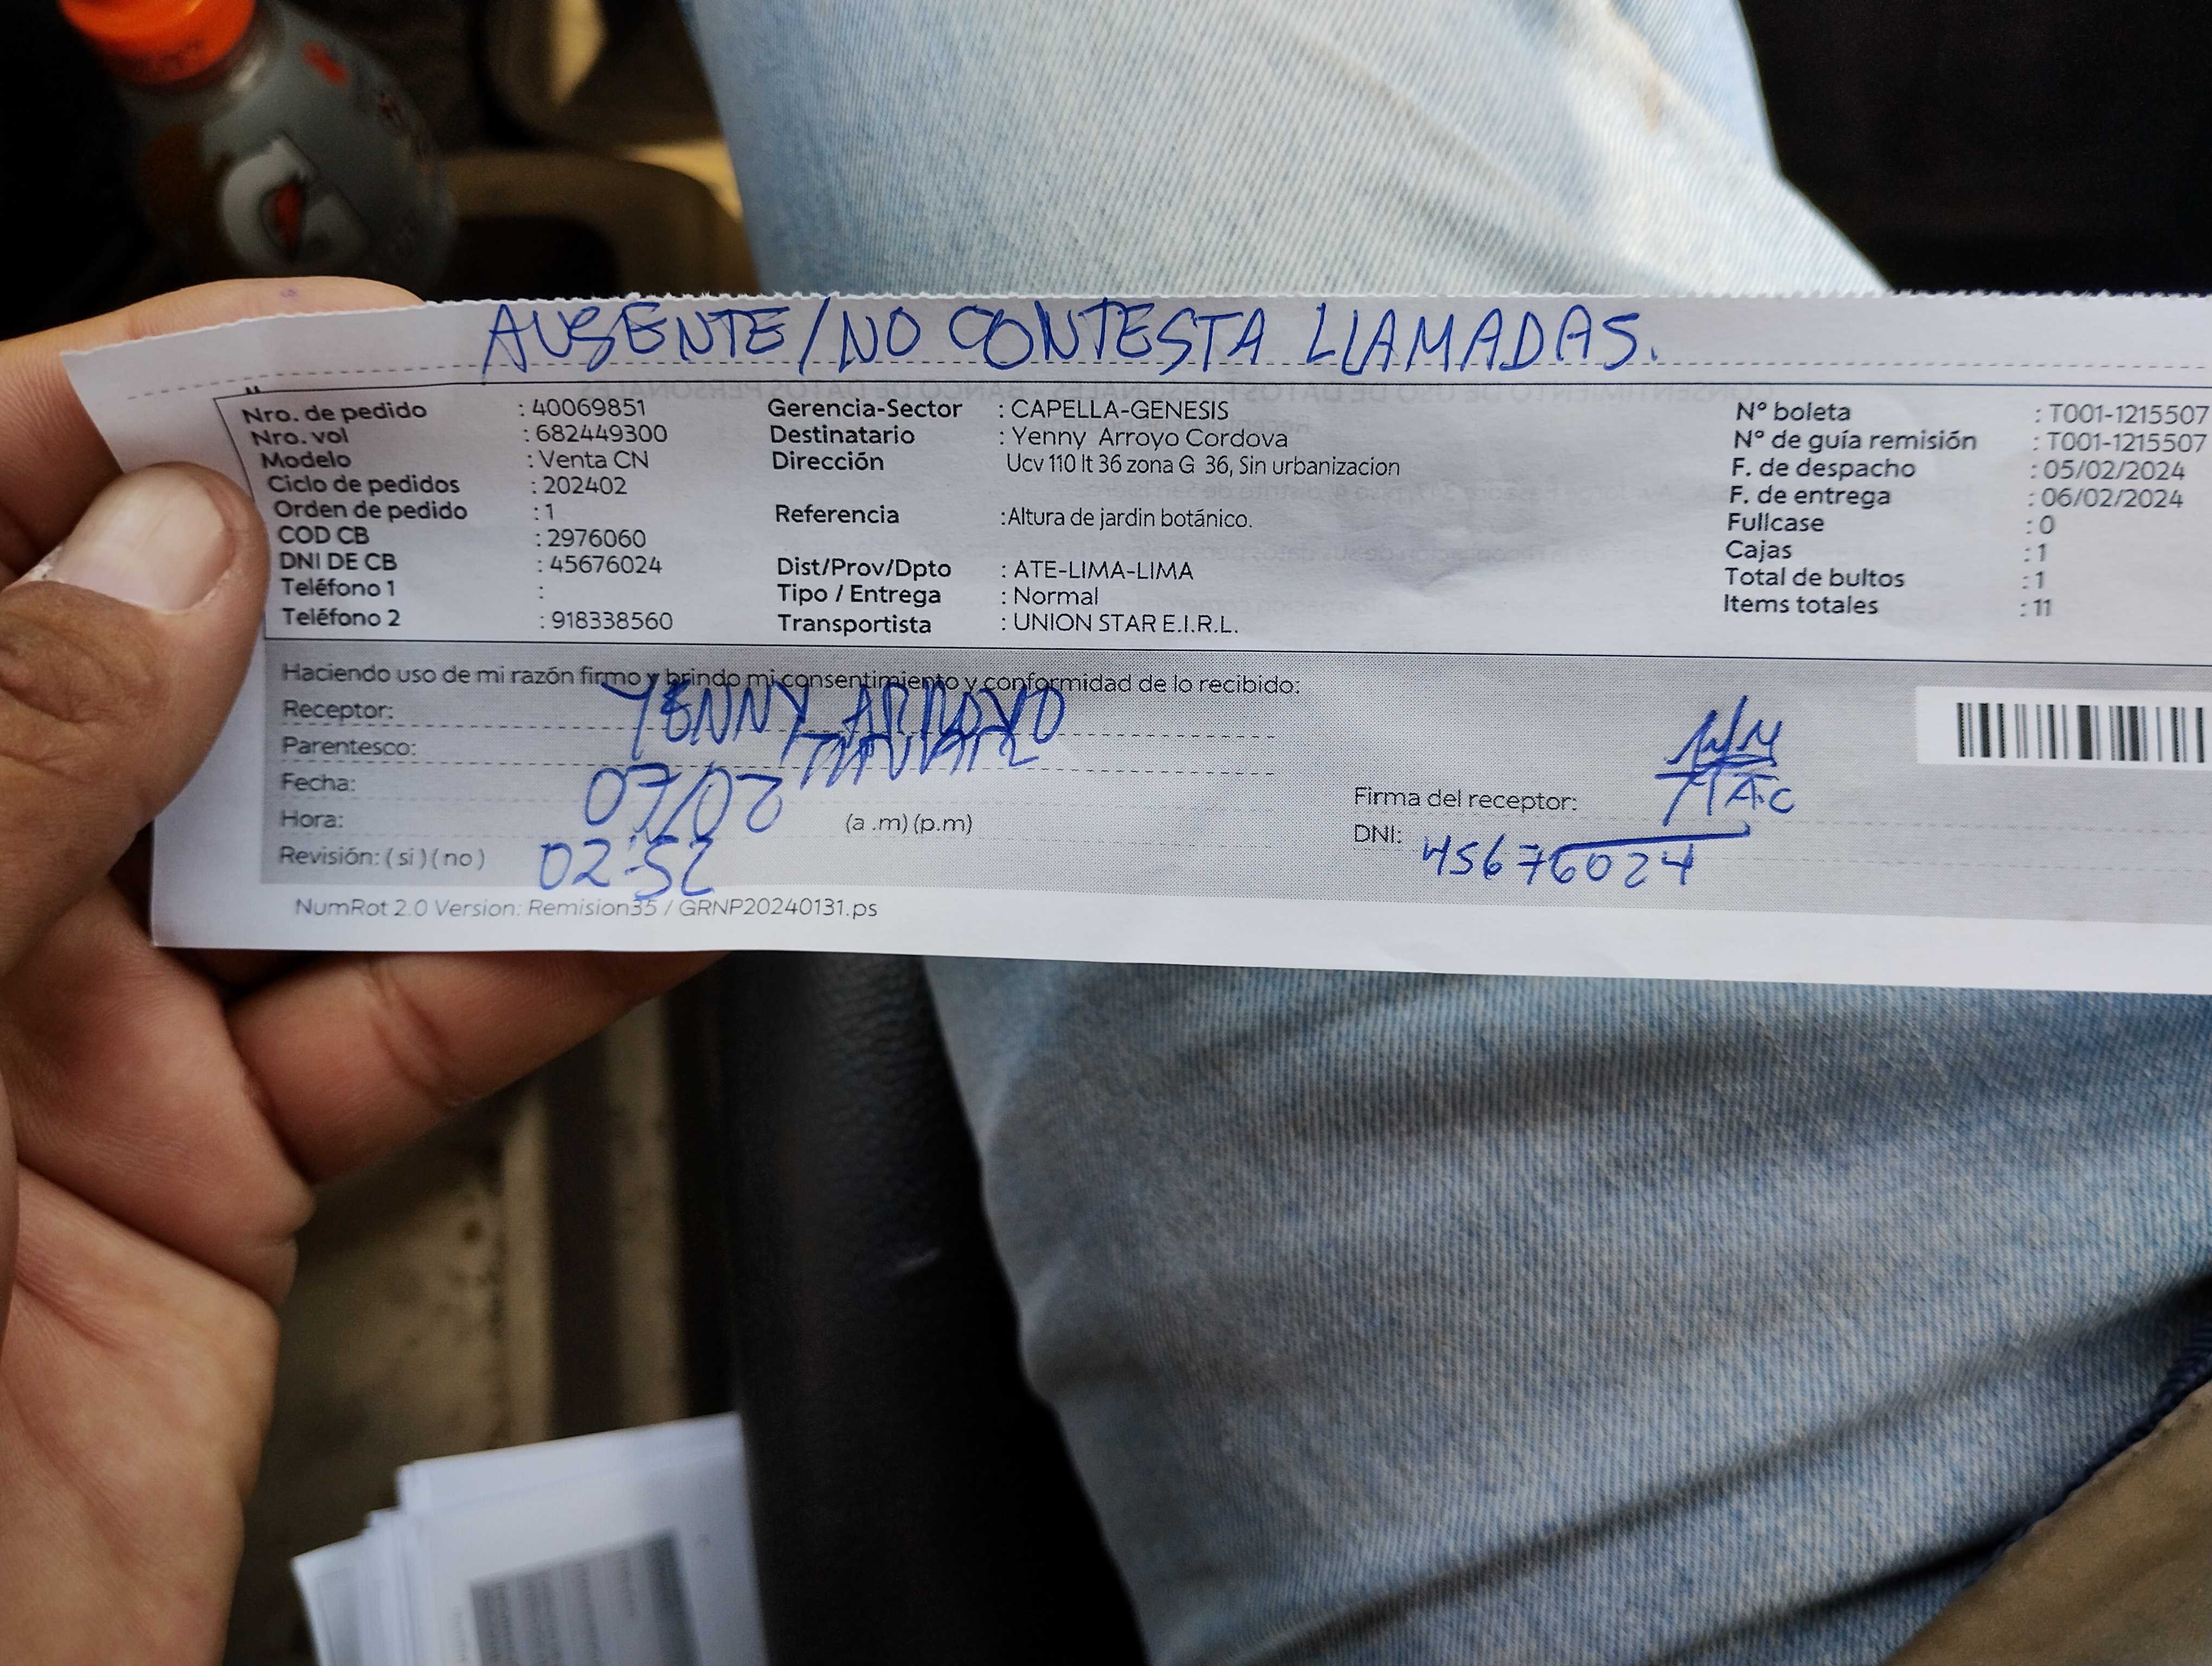 AUSENTE/NO CONTESTA LLAMADAS.
Nro. de pedido : 40069851
Nro. vol : 682449300
Modelo : Venta CN
Ciclo de pedidos : 202402
Orden de pedido : 1
COD CB : 2976060
DNI DE CB : 45676024
Teléfono 1 :
Teléfono 2 : 918338560
Gerencia-Sector : CAPELLA-GENESIS
Destinatario : Yenny Arroyo Cordova
Dirección Ucv 110 lt 36 zona G 36, Sin urbanizacion
Referencia :Altura de jardin botánico.
Dist/Prov/Dpto : ATE-LIMA-LIMA
Tipo / Entrega : Normal
Transportista : UNION STAR E.I.R.L.
N° boleta : T001-1215507
N° de guía remisión : T001-1215507
F. de despacho : 05/02/2024
F. de entrega : 06/02/2024
Fullcase : 0
Cajas : 1
Total de bultos : 1
Items totales : 11
Haciendo uso de mi razón firmo y brindo mi consentimiento y conformidad de lo recibido:
Receptor: YENNY ARROYO
Parentesco:
Fecha: 07/02
Hora: (a .m) (p.m)
02:52
Revisión: ( si ) ( no )
Firma del receptor:
DNI: 45676024
NumRot 2.0 Version: Remision35 / GRNP20240131.ps